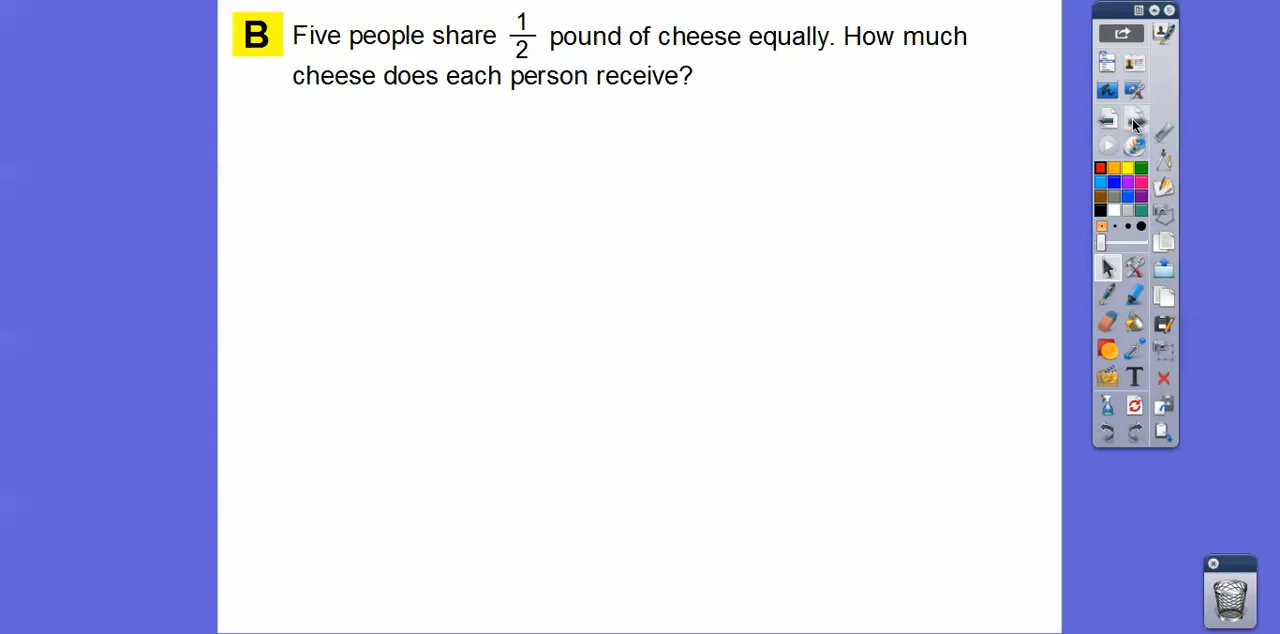 B Five people share 1/2 pound of cheese equally. How much
cheese does each person receive?
T